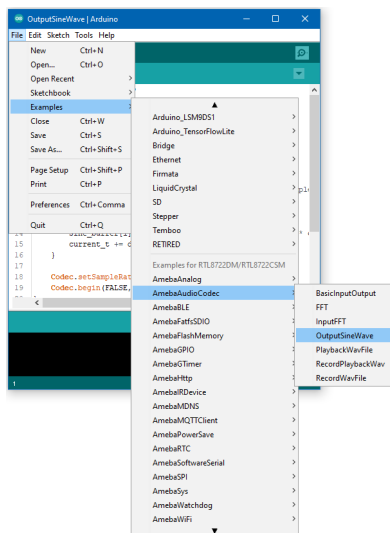 OutputSineWave | Arduino
File Edit Sketch Tools Help
New Ctrl+N
Open... Ctrl+O
Open Recent
Sketchbook
Examples
Close Ctrl+W
Save Ctrl+S
Save As... Ctrl+Shift+S
Page Setup Ctrl+Shift+P
Print Ctrl+P
Preferences Ctrl+Comma
Quit Ctrl+Q
Arduino_LSM9DS1
Arduino_TensorFlowLite
Bridge
Ethernet
Firmata
LiquidCrystal
SD
Stepper
Temboo
RETIRED
Examples for RTL8722DM/RTL8722CSM
AmebaAnalog
AmebaAudioCodec
AmebaBLE
AmebaFatfsSDIO
AmebaFlashMemory
AmebaGPIO
AmebaGTimer
AmebaHttp
AmebaIRDevice
AmebaMDNS
AmebaMQTTClient
AmebaPowerSave
AmebaRTC
AmebaSoftwareSerial
AmebaSPI
AmebaSys
AmebaWatchdog
AmebaWiFi
BasicInputOutput
FFT
InputFFT
OutputSineWave
PlaybackWavFile
RecordPlaybackWav
RecordWavFile
15 current_t += d
16 }
17
18 Codec.setSampleRat
19 Codec.begin(FALSE,
1